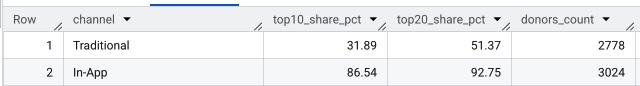 Row channel top10_share_pct top20_share_pct donors_count
1 Traditional 31.89 51.37 2778
2 In-App 86.54 92.75 3024